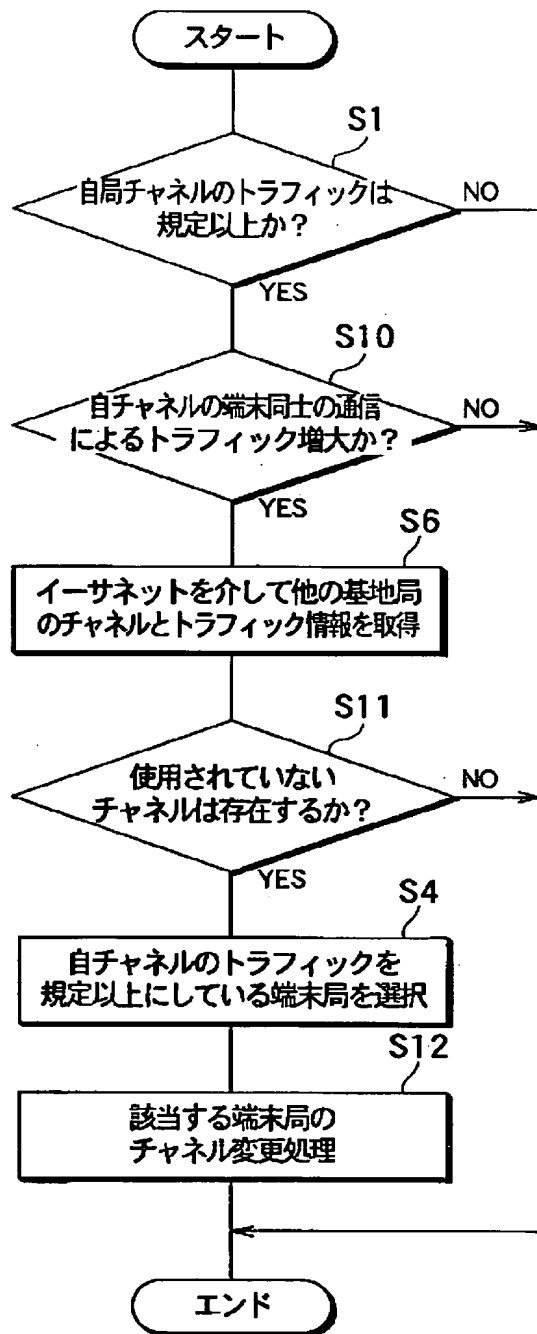 スタート
S1
自局チャネルのトラフィックは
規定以上か？
NO
YES
S10
自チャネルの端末同士の通信
によるトラフィック増大か？
NO
YES
S6
イーサネットを介して他の基地局
のチャネルとトラフィック情報を取得
S11
使用されていない
チャネルは存在するか？
NO
YES
S4
自チャネルのトラフィックを
規定以上にしている端末局を選択
S12
該当する端末局の
チャネル変更処理
エンド